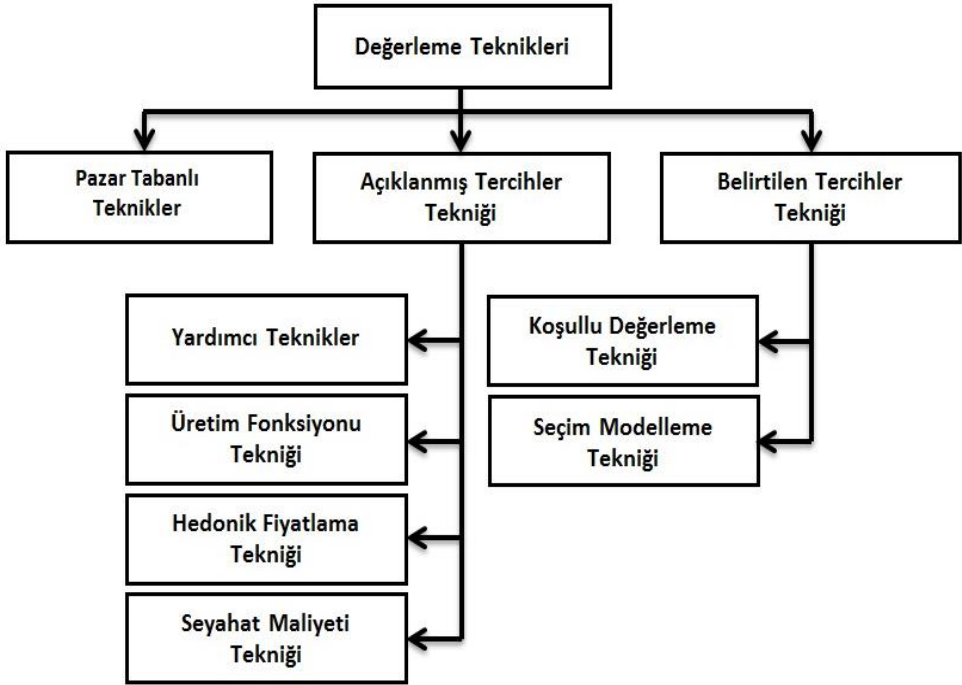 Değerleme Teknikleri
Pazar Tabanlı
Teknikler
Açıklanmış Tercihler
Tekniği
Belirtilen Tercihler
Tekniği
Yardımcı Teknikler
Üretim Fonksiyonu
Tekniği
Hedonik Fiyatlama
Tekniği
Seyahat Maliyeti
Tekniği
Koşullu Değerleme
Tekniği
Seçim Modelleme
Tekniği